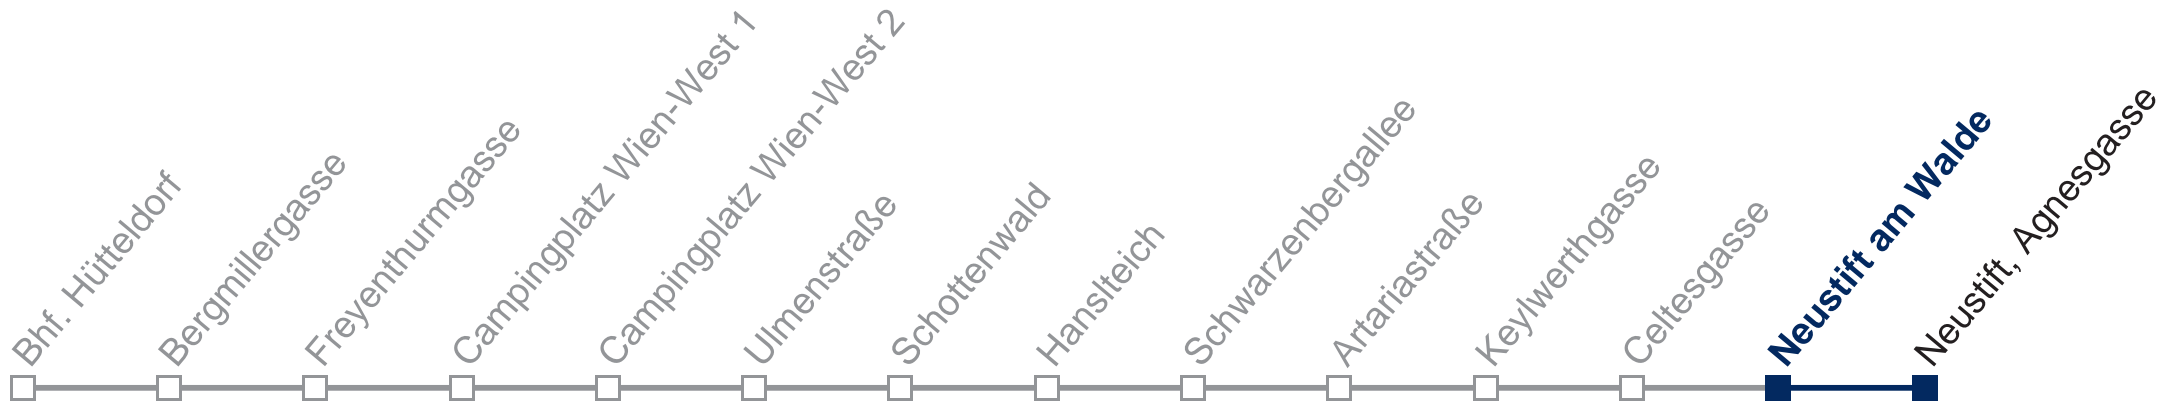 Bhf. Hütteldorf
Bergmillergasse
Freyenthurmgasse
Campingplatz Wien-West 1
Campingplatz Wien-West 2
Ulmenstraße
Schottenwald
Hanslteich
Schwarzenbergallee
Artariastraße
Keylwerthgasse
Celtesgasse
Neustift am Walde
Neustift, Agnesgasse